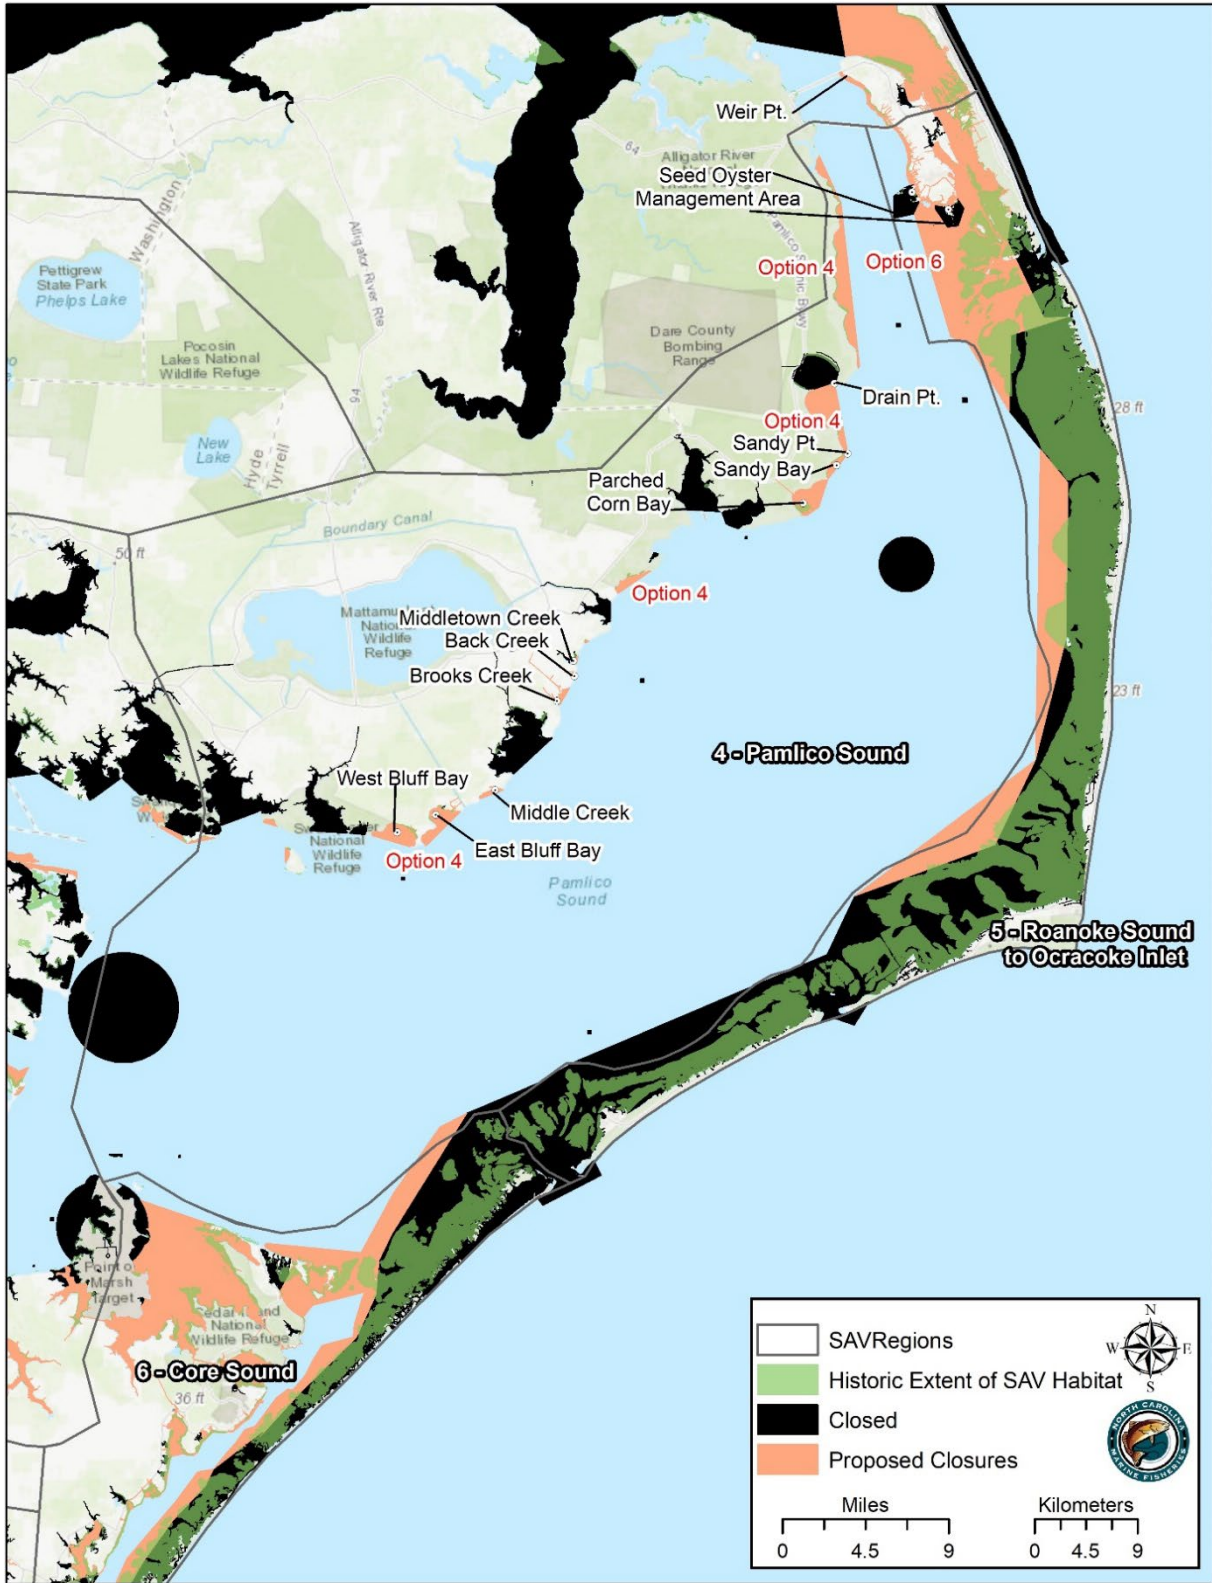 Weir Pt.
64
Alligator River
Seed Oyster
Management Area
Washington
Pettigrew
State Park
Phelps Lake
Alligator River Rte
Option 4
Option 6
Pocosin
Lakes National
Wildlife Refuge
Dare County
Bombing
Range
94
Drain Pt.
28 ft
Option 4
New
Lake
Hyde
Tyrrell
Sandy Pt.
Sandy Bay
Parched
Corn Bay
Boundary Canal
50 ft
Option 4
National
Wildlife
Refuge
Middletown Creek
Back Creek
Brooks Creek
23 ft
4 - Pamlico Sound
West Bluff Bay
Middle Creek
East Bluff Bay
National
Wildlife
Refuge
Option 4
Pamlico
Sound
5 - Roanoke Sound
to Ocracoke Inlet
Marsh
Target
National
Wildlife Refuge
6 - Core Sound
36 ft
SAVRegions
Historic Extent of SAV Habitat
Closed
Proposed Closures
N
W
E
S
NORTH CAROLINA
MARINE FISHERIES
Miles
Kilometers
0 4.5 9
0 4.5 9